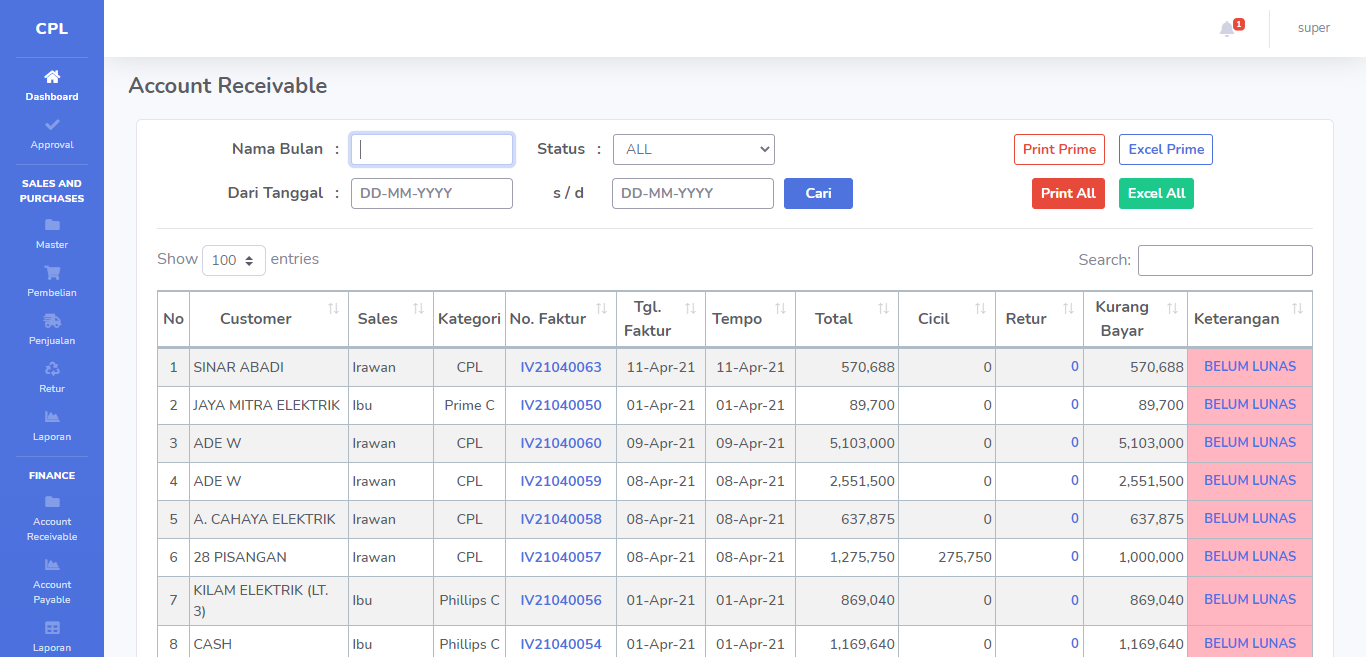 CPL
1
super
Dashboard
Approval
SALES AND
PURCHASES
Master
Pembelian
Penjualan
Retur
Laporan
FINANCE
Account
Receivable
Account
Payable
Laporan
Account Receivable
Nama Bulan : Status : ALL Print Prime Excel Prime
Dari Tanggal : DD-MM-YYYY s / d DD-MM-YYYY Cari Print All Excel All
Show 100 entries Search:
No Customer Sales Kategori No. Faktur Tgl. Faktur Tempo Total Cicil Retur Kurang Bayar Keterangan
1 SINAR ABADI Irawan CPL IV21040063 11-Apr-21 11-Apr-21 570,688 0 0 570,688 BELUM LUNAS
2 JAYA MITRA ELEKTRIK Ibu Prime C IV21040050 01-Apr-21 01-Apr-21 89,700 0 0 89,700 BELUM LUNAS
3 ADE W Irawan CPL IV21040060 09-Apr-21 09-Apr-21 5,103,000 0 0 5,103,000 BELUM LUNAS
4 ADE W Irawan CPL IV21040059 08-Apr-21 08-Apr-21 2,551,500 0 0 2,551,500 BELUM LUNAS
5 A. CAHAYA ELEKTRIK Irawan CPL IV21040058 08-Apr-21 08-Apr-21 637,875 0 0 637,875 BELUM LUNAS
6 28 PISANGAN Irawan CPL IV21040057 08-Apr-21 08-Apr-21 1,275,750 275,750 0 1,000,000 BELUM LUNAS
7 KILAM ELEKTRIK (LT. 3) Ibu Phillips C IV21040056 01-Apr-21 01-Apr-21 869,040 0 0 869,040 BELUM LUNAS
8 CASH Ibu Phillips C IV21040054 01-Apr-21 01-Apr-21 1,169,640 0 0 1,169,640 BELUM LUNAS